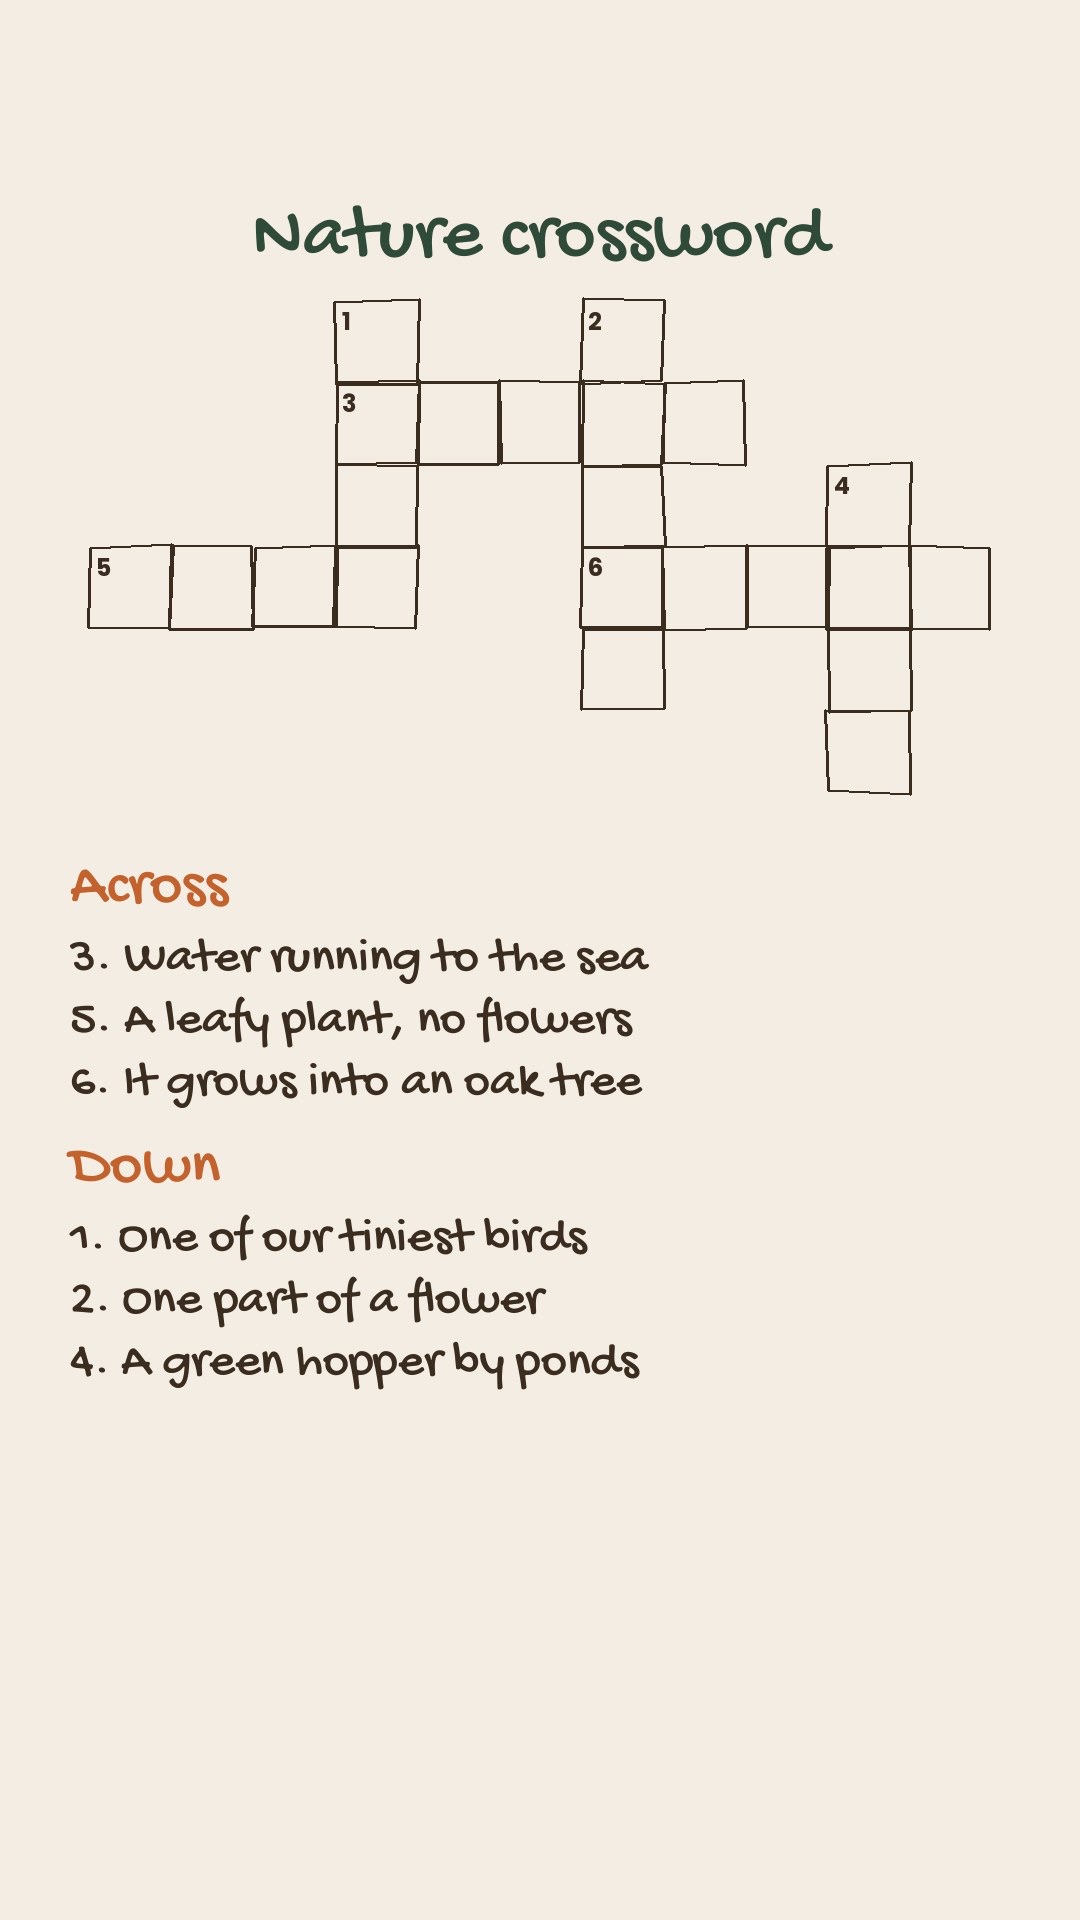 Nature crossword
1
2
3
4
5
6
Across
3. Water running to the sea
5. A leafy plant, no flowers
6. It grows into an oak tree
Down
1. One of our tiniest birds
2. One part of a flower
4. A green hopper by ponds